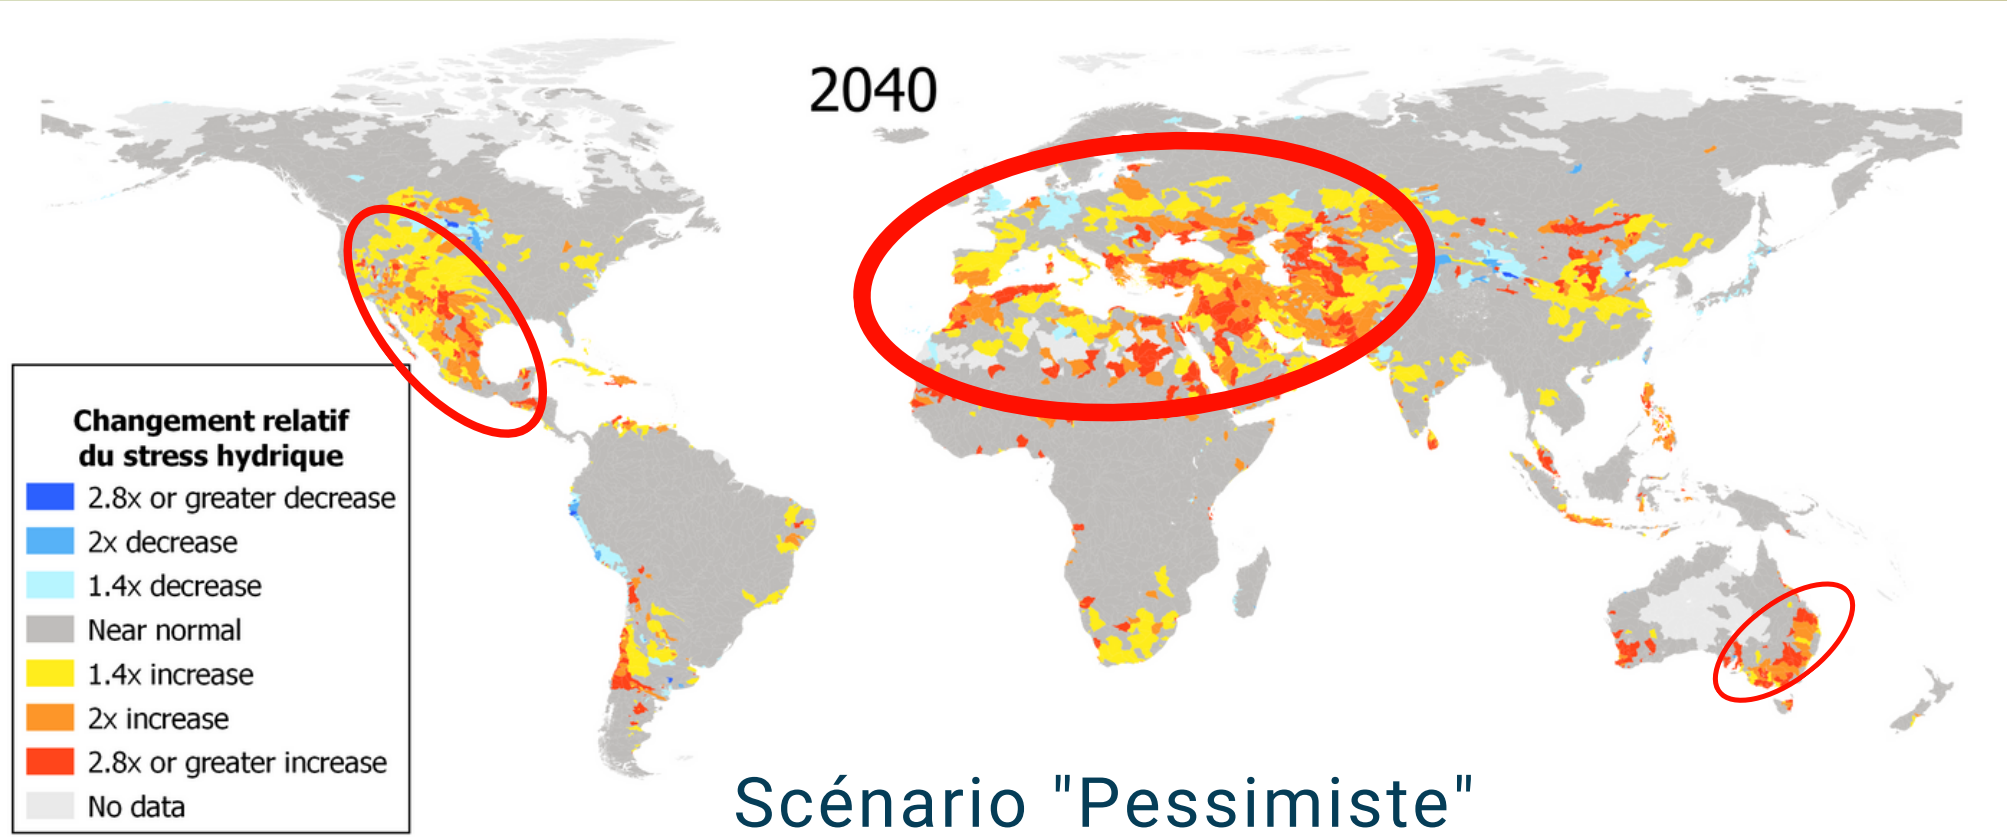 2040
Changement relatif
du stress hydrique
2.8x or greater decrease
2x decrease
1.4x decrease
Near normal
1.4x increase
2x increase
2.8x or greater increase
No data
Scénario "Pessimiste"